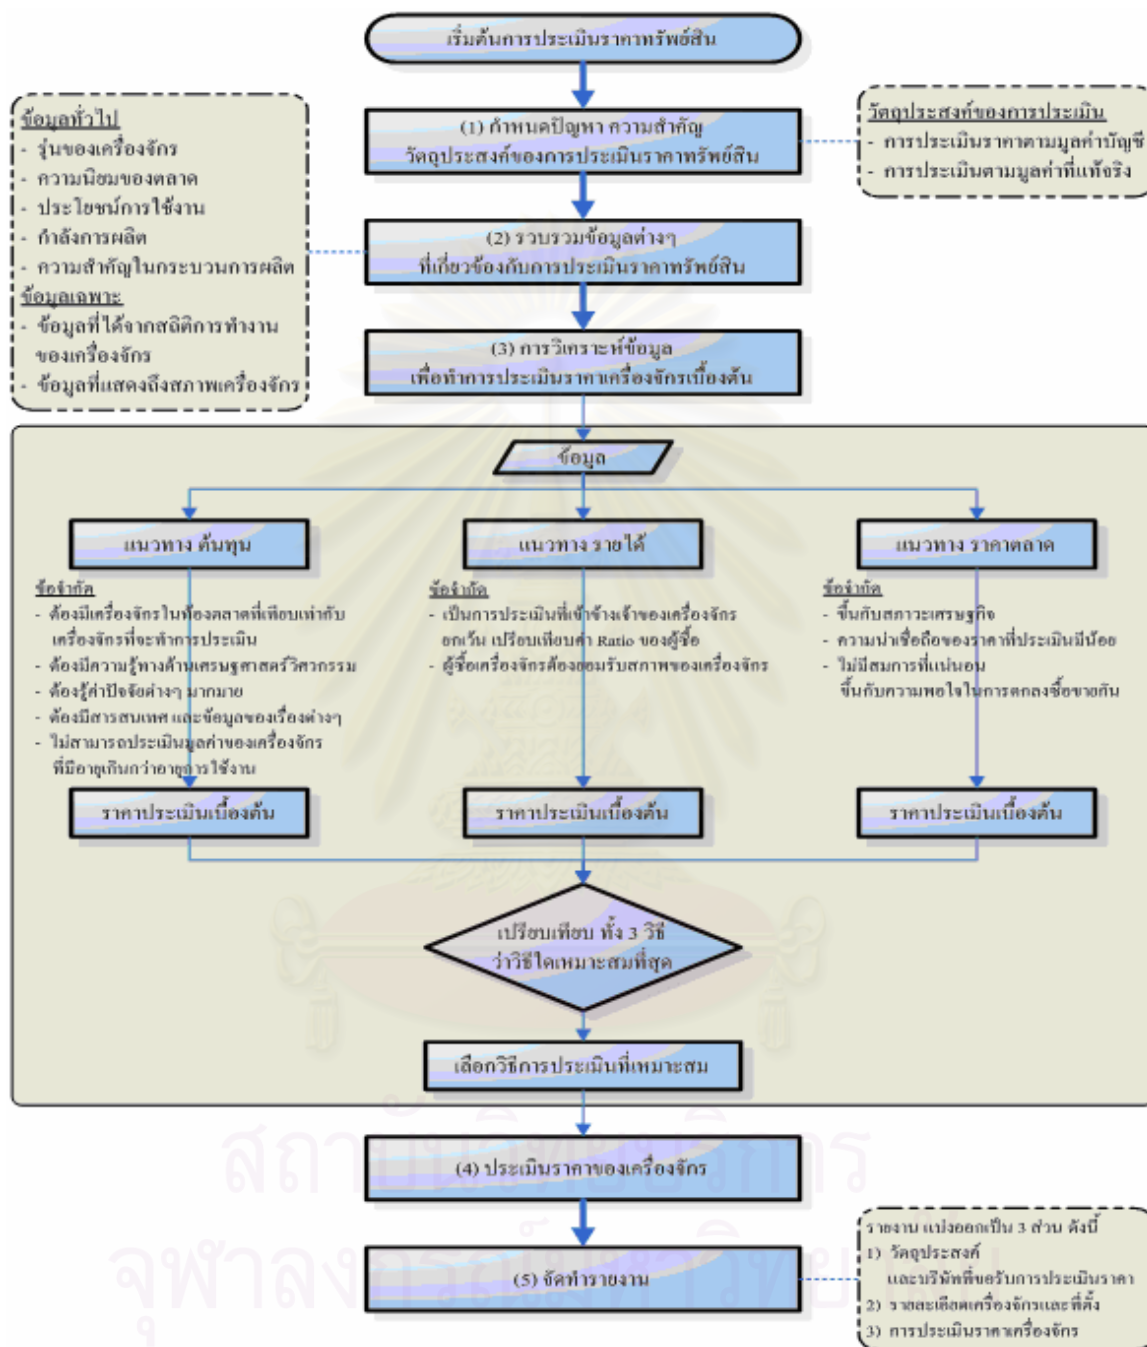 เริ่มต้นการประเมินราคาทรัพย์สิน
ข้อมูลทั่วไป
- รุ่นของเครื่องจักร
- ความนิยมของตลาด
- ประโยชน์การใช้งาน
- กำลังการผลิต
- ความสำคัญในกระบวนการผลิต
ข้อมูลเฉพาะ
- ข้อมูลที่ได้จากสถิติการทำงาน
ของเครื่องจักร
- ข้อมูลที่แสดงถึงสภาพเครื่องจักร
(1) กำหนดปัญหา ความสำคัญ
วัตถุประสงค์ของการประเมินราคาทรัพย์สิน
วัตถุประสงค์ของการประเมิน
- การประเมินราคาตามมูลค่าบัญชี
- การประเมินตามมูลค่าที่แท้จริง
(2) รวบรวมข้อมูลต่างๆ
ที่เกี่ยวข้องกับการประเมินราคาทรัพย์สิน
(3) การวิเคราะห์ข้อมูล
เพื่อทำการประเมินราคาเครื่องจักรเบื้องต้น
ข้อมูล
แนวทาง ต้นทุน
ข้อจำกัด
- ต้องมีเครื่องจักรในท้องตลาดที่เทียบเท่ากับ
เครื่องจักรที่จะทำการประเมิน
- ต้องมีความรู้ทางด้านเศรษฐศาสตร์วิศวกรรม
- ต้องรู้ค่าปัจจัยต่างๆ มากมาย
- ต้องมีสารสนเทศ และข้อมูลของเรื่องต่างๆ
- ไม่สามารถประเมินมูลค่าของเครื่องจักร
ที่มีอายุเกินกว่าอายุการใช้งาน
ราคาประเมินเบื้องต้น
แนวทาง รายได้
ข้อจำกัด
- เป็นการประเมินที่เข้าข้างเจ้าของเครื่องจักร
ยกเว้น เปรียบเทียบค่า Ratio ของผู้ซื้อ
- ผู้ซื้อเครื่องจักรต้องยอมรับสภาพของเครื่องจักร
ราคาประเมินเบื้องต้น
แนวทาง ราคาตลาด
ข้อจำกัด
- ขึ้นกับสภาวะเศรษฐกิจ
- ความน่าเชื่อถือของราคาที่ประเมินมีน้อย
- ไม่มีสมการที่แน่นอน
ขึ้นกับความพอใจในการตกลงซื้อขายกัน
ราคาประเมินเบื้องต้น
เปรียบเทียบ ทั้ง 3 วิธี
ว่าวิธีใดเหมาะสมที่สุด
เลือกวิธีการประเมินที่เหมาะสม
สถาบันวิทยบริการ
(4) ประเมินราคาของเครื่องจักร
จุฬาลงกรณ์มหาวิทยาลัย
(5) จัดทำรายงาน
รายงาน แบ่งออกเป็น 3 ส่วน ดังนี้
1) วัตถุประสงค์
และบริษัทที่ขอรับการประเมินราคา
2) รายละเอียดเครื่องจักรและที่ตั้ง
3) การประเมินราคาเครื่องจักร